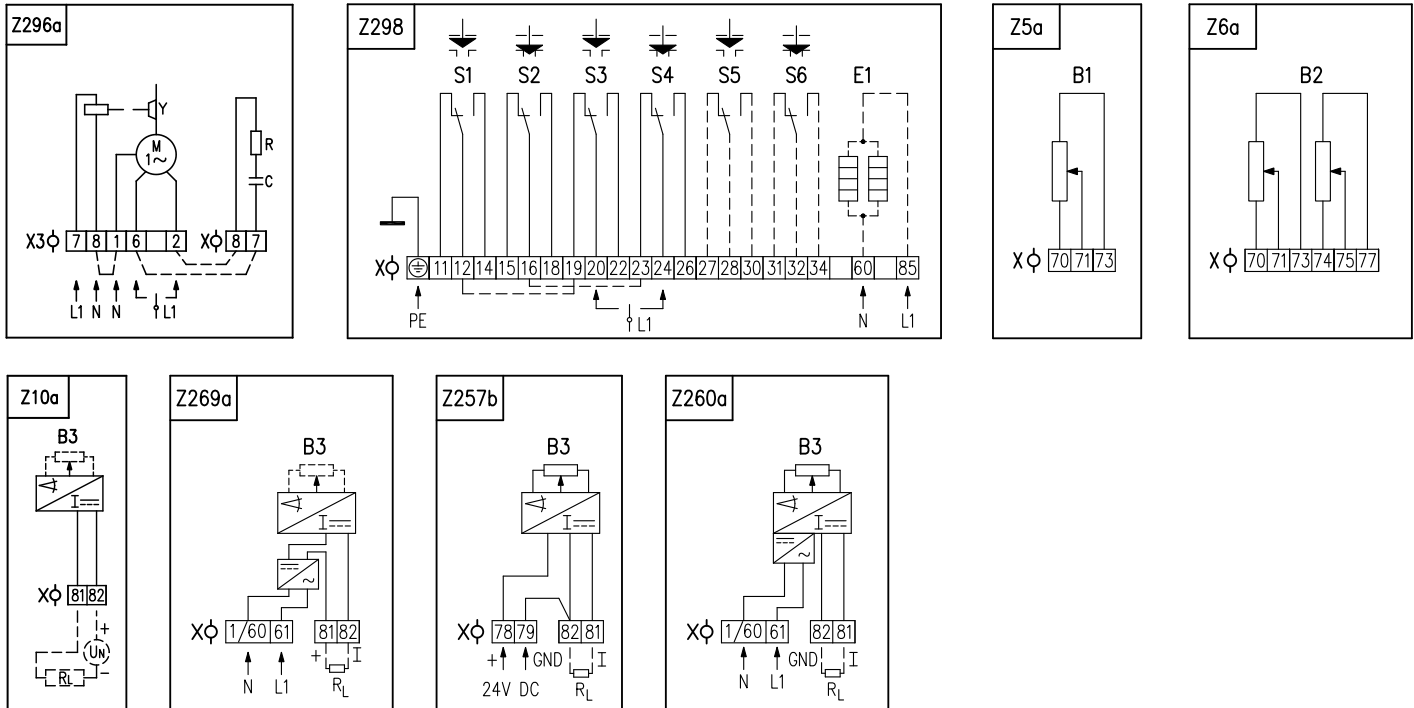 Z296a
Y
M
1~
R
C
X3 7 8 1 6 2 X 8 7
L1 N N L1
Z298
S1 S2 S3 S4 S5 S6 E1
X 11 12 14 15 16 18 19 20 22 23 24 26 27 28 30 31 32 34 60 85
PE L1 N L1
Z5a
B1
X 70 71 73
Z6a
B2
X 70 71 73 74 75 77
Z10a
B3
I
X 81 82
+
UN
RL -
Z269a
B3
I
~
X 1/60 61 81 82
+ I
N L1 RL
Z257b
B3
I
X 78 79 82 81
+ GND I
24V DC RL
Z260a
B3
I
~
X 1/60 61 82 81
GND I
N L1 RL